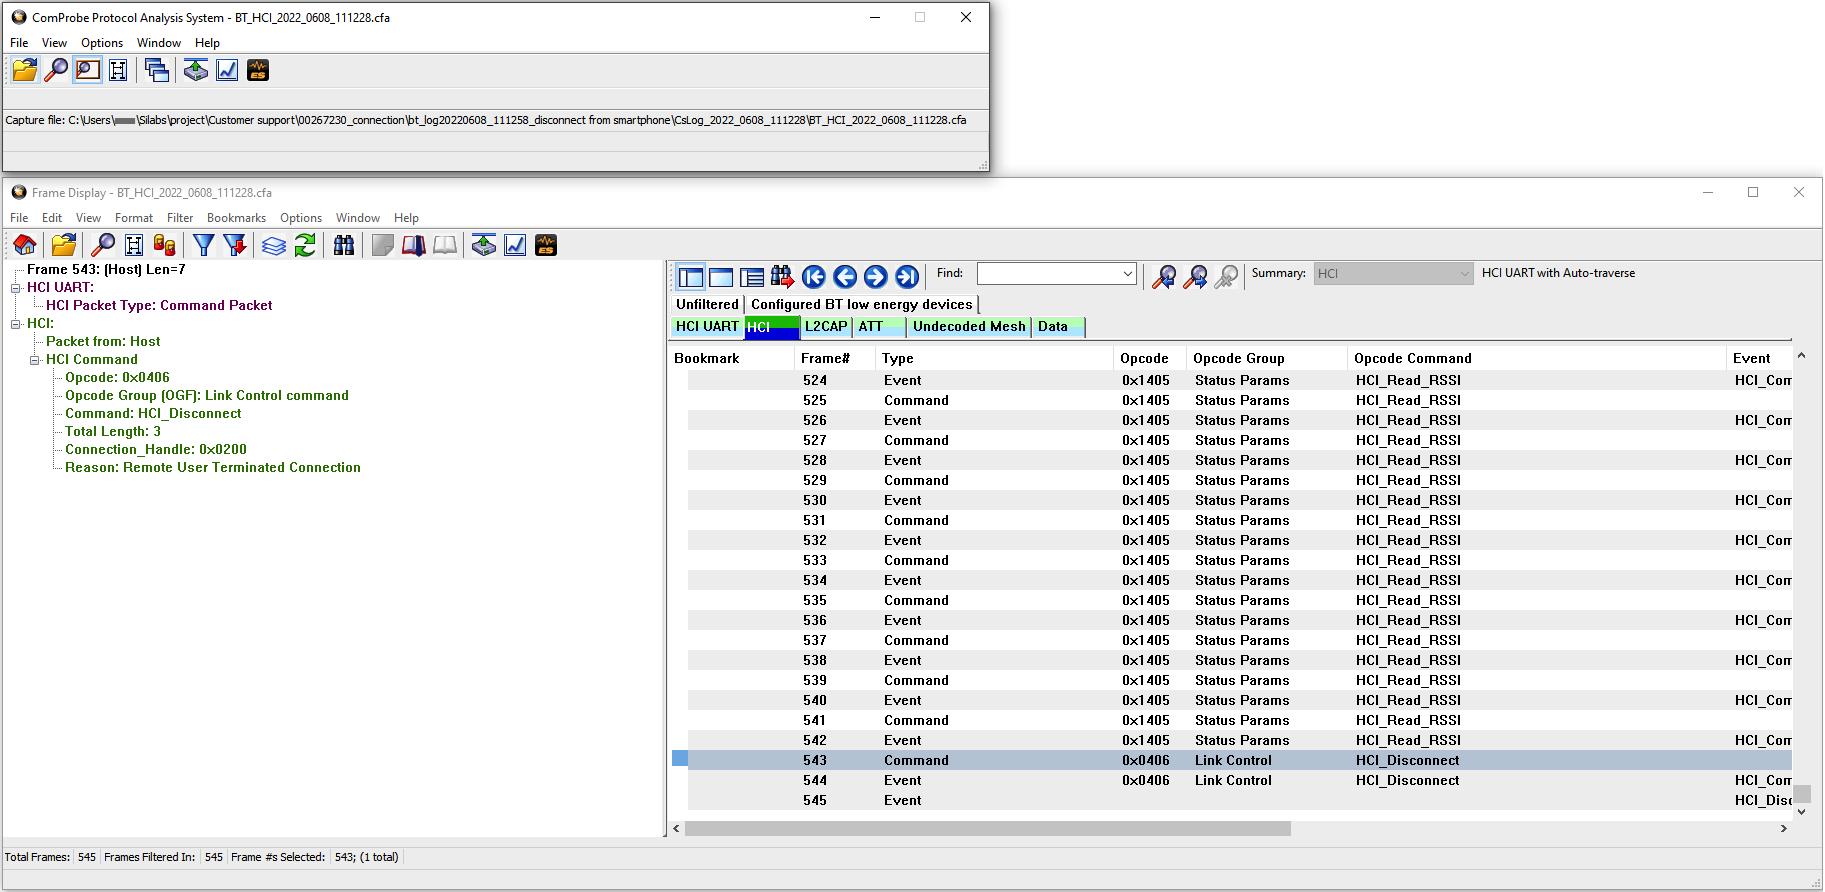 ComProbe Protocol Analysis System - BT_HCI_2022_0608_111228.cfa
File View Options Window Help
Capture file: C:\Users\ \Silabs\project\Customer support\00267230_connection\bt_log20220608_111258_disconnect from smartphone\CsLog_2022_0608_111228\BT_HCI_2022_0608_111228.cfa
Frame Display - BT_HCI_2022_0608_111228.cfa
File Edit View Format Filter Bookmarks Options Window Help
Frame 543: (Host) Len=7
HCI UART:
HCI Packet Type: Command Packet
HCI:
Packet from: Host
HCI Command
Opcode: 0x0406
Opcode Group (OGF): Link Control command
Command: HCI_Disconnect
Total Length: 3
Connection_Handle: 0x0200
Reason: Remote User Terminated Connection
Find: Summary: HCI HCI UART with Auto-traverse
Unfiltered Configured BT low energy devices
HCI UART HCI L2CAP ATT Undecoded Mesh Data
Bookmark Frame# Type Opcode Opcode Group Opcode Command Event
524 Event 0x1405 Status Params HCI_Read_RSSI HCI_Com
525 Command 0x1405 Status Params HCI_Read_RSSI
526 Event 0x1405 Status Params HCI_Read_RSSI HCI_Com
527 Command 0x1405 Status Params HCI_Read_RSSI
528 Event 0x1405 Status Params HCI_Read_RSSI HCI_Com
529 Command 0x1405 Status Params HCI_Read_RSSI
530 Event 0x1405 Status Params HCI_Read_RSSI HCI_Com
531 Command 0x1405 Status Params HCI_Read_RSSI
532 Event 0x1405 Status Params HCI_Read_RSSI HCI_Com
533 Command 0x1405 Status Params HCI_Read_RSSI
534 Event 0x1405 Status Params HCI_Read_RSSI HCI_Com
535 Command 0x1405 Status Params HCI_Read_RSSI
536 Event 0x1405 Status Params HCI_Read_RSSI HCI_Com
537 Command 0x1405 Status Params HCI_Read_RSSI
538 Event 0x1405 Status Params HCI_Read_RSSI HCI_Com
539 Command 0x1405 Status Params HCI_Read_RSSI
540 Event 0x1405 Status Params HCI_Read_RSSI HCI_Com
541 Command 0x1405 Status Params HCI_Read_RSSI
542 Event 0x1405 Status Params HCI_Read_RSSI HCI_Com
543 Command 0x0406 Link Control HCI_Disconnect
544 Event 0x0406 Link Control HCI_Disconnect HCI_Com
545 Event HCI_Disc
Total Frames: 545 Frames Filtered In: 545 Frame #s Selected: 543; (1 total)